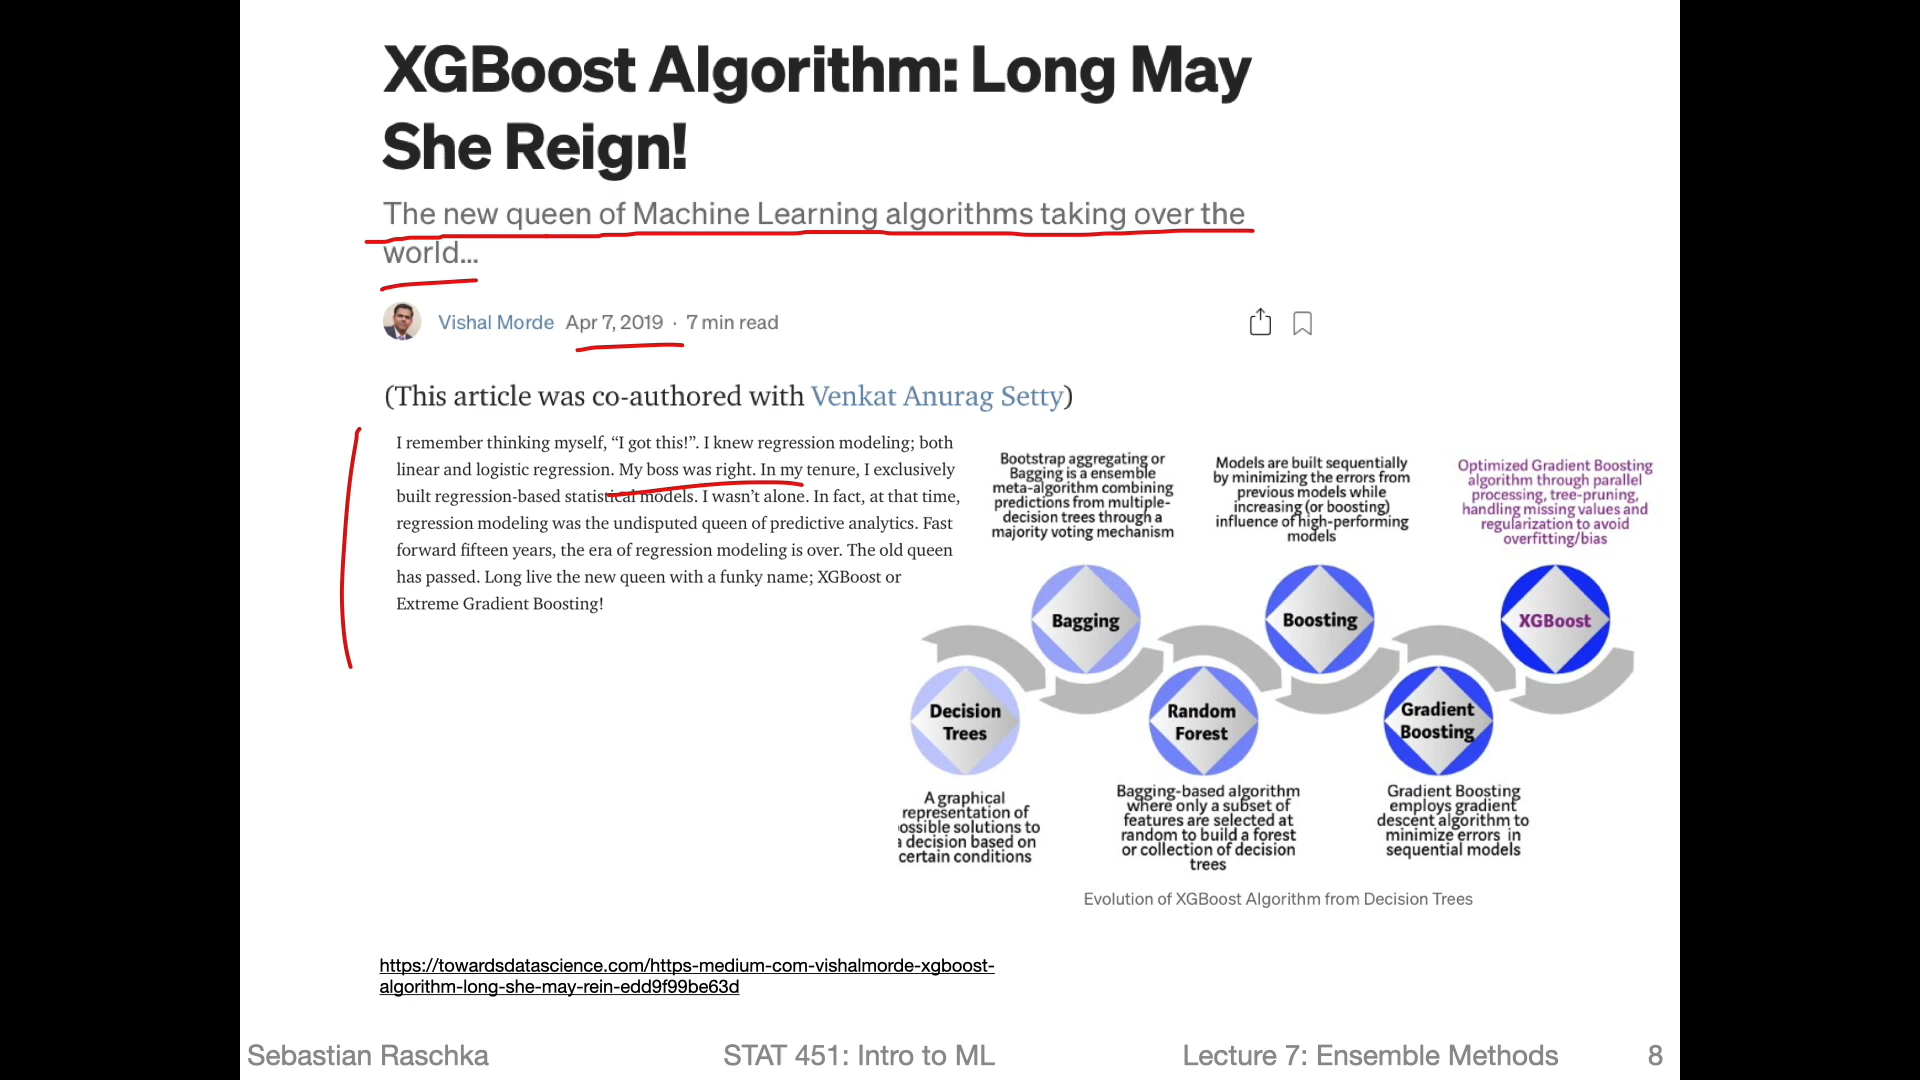 XGBoost Algorithm: Long May
She Reign!
The new queen of Machine Learning algorithms taking over the
world...
Vishal Morde Apr 7, 2019 · 7 min read
(This article was co-authored with Venkat Anurag Setty)
I remember thinking myself, “I got this!”. I knew regression modeling; both
linear and logistic regression. My boss was right. In my tenure, I exclusively
built regression-based statistical models. I wasn’t alone. In fact, at that time,
regression modeling was the undisputed queen of predictive analytics. Fast
forward fifteen years, the era of regression modeling is over. The old queen
has passed. Long live the new queen with a funky name; XGBoost or
Extreme Gradient Boosting!
Bootstrap aggregating or
Bagging is a ensemble
meta-algorithm combining
predictions from multiple-
decision trees through a
majority voting mechanism
Models are built sequentially
by minimizing the errors from
previous models while
increasing (or boosting)
influence of high-performing
models
Optimized Gradient Boosting
algorithm through parallel
processing, tree-pruning,
handling missing values and
regularization to avoid
overfitting/bias
Bagging
Boosting
XGBoost
Decision
Trees
Random
Forest
Gradient
Boosting
A graphical
representation of
ossible solutions to
a decision based on
certain conditions
Bagging-based algorithm
where only a subset of
features are selected at
random to build a forest
or collection of decision
trees
Gradient Boosting
employs gradient
descent algorithm to
minimize errors in
sequential models
Evolution of XGBoost Algorithm from Decision Trees
https://towardsdatascience.com/https-medium-com-vishalmorde-xgboost-
algorithm-long-she-may-rein-edd9f99be63d
Sebastian Raschka STAT 451: Intro to ML Lecture 7: Ensemble Methods 8